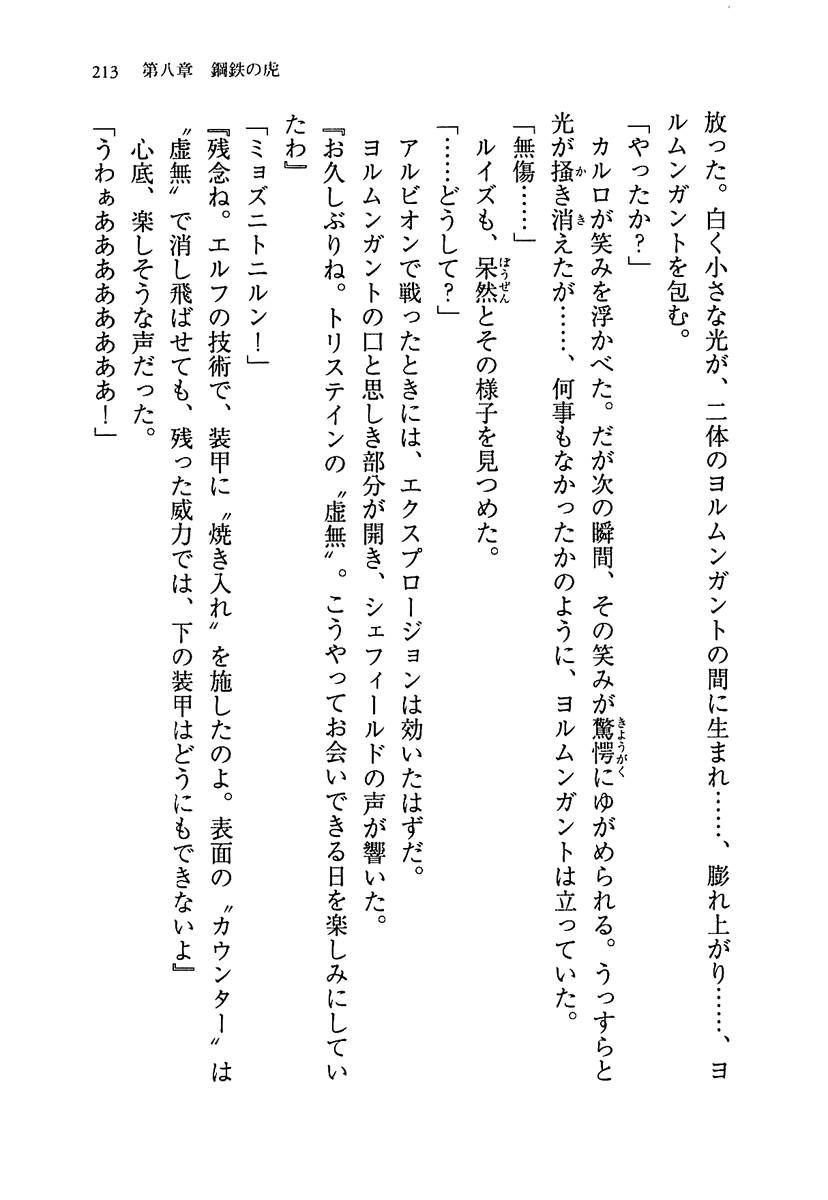 213　第八章　鋼鉄の虎
放った。白く小さな光が、二体のヨルムンガントの間に生まれ……、膨れ上がり……、ヨ
ルムンガントを包む。
「やったか？」
　カルロが笑みを浮かべた。だが次の瞬間、その笑みが驚愕にゆがめられる。うっすらと
光が掻き消えたが……、何事もなかったかのように、ヨルムンガントは立っていた。
「無傷……」
　ルイズも、呆然とその様子を見つめた。
「……どうして？」
　アルビオンで戦ったときには、エクスプロージョンは効いたはずだ。
　ヨルムンガントの口と思しき部分が開き、シェフィールドの声が響いた。
『お久しぶりね。トリステインの〝虚無〟。こうやってお会いできる日を楽しみにしてい
たわ』
「ミョズニトニルン！」
『残念ね。エルフの技術で、装甲に〝焼き入れ〟を施したのよ。表面の〝カウンター〟は
〝虚無〟で消し飛ばせても、残った威力では、下の装甲はどうにもできないよ』
　心底、楽しそうな声だった。
「うわぁあああああああ！」